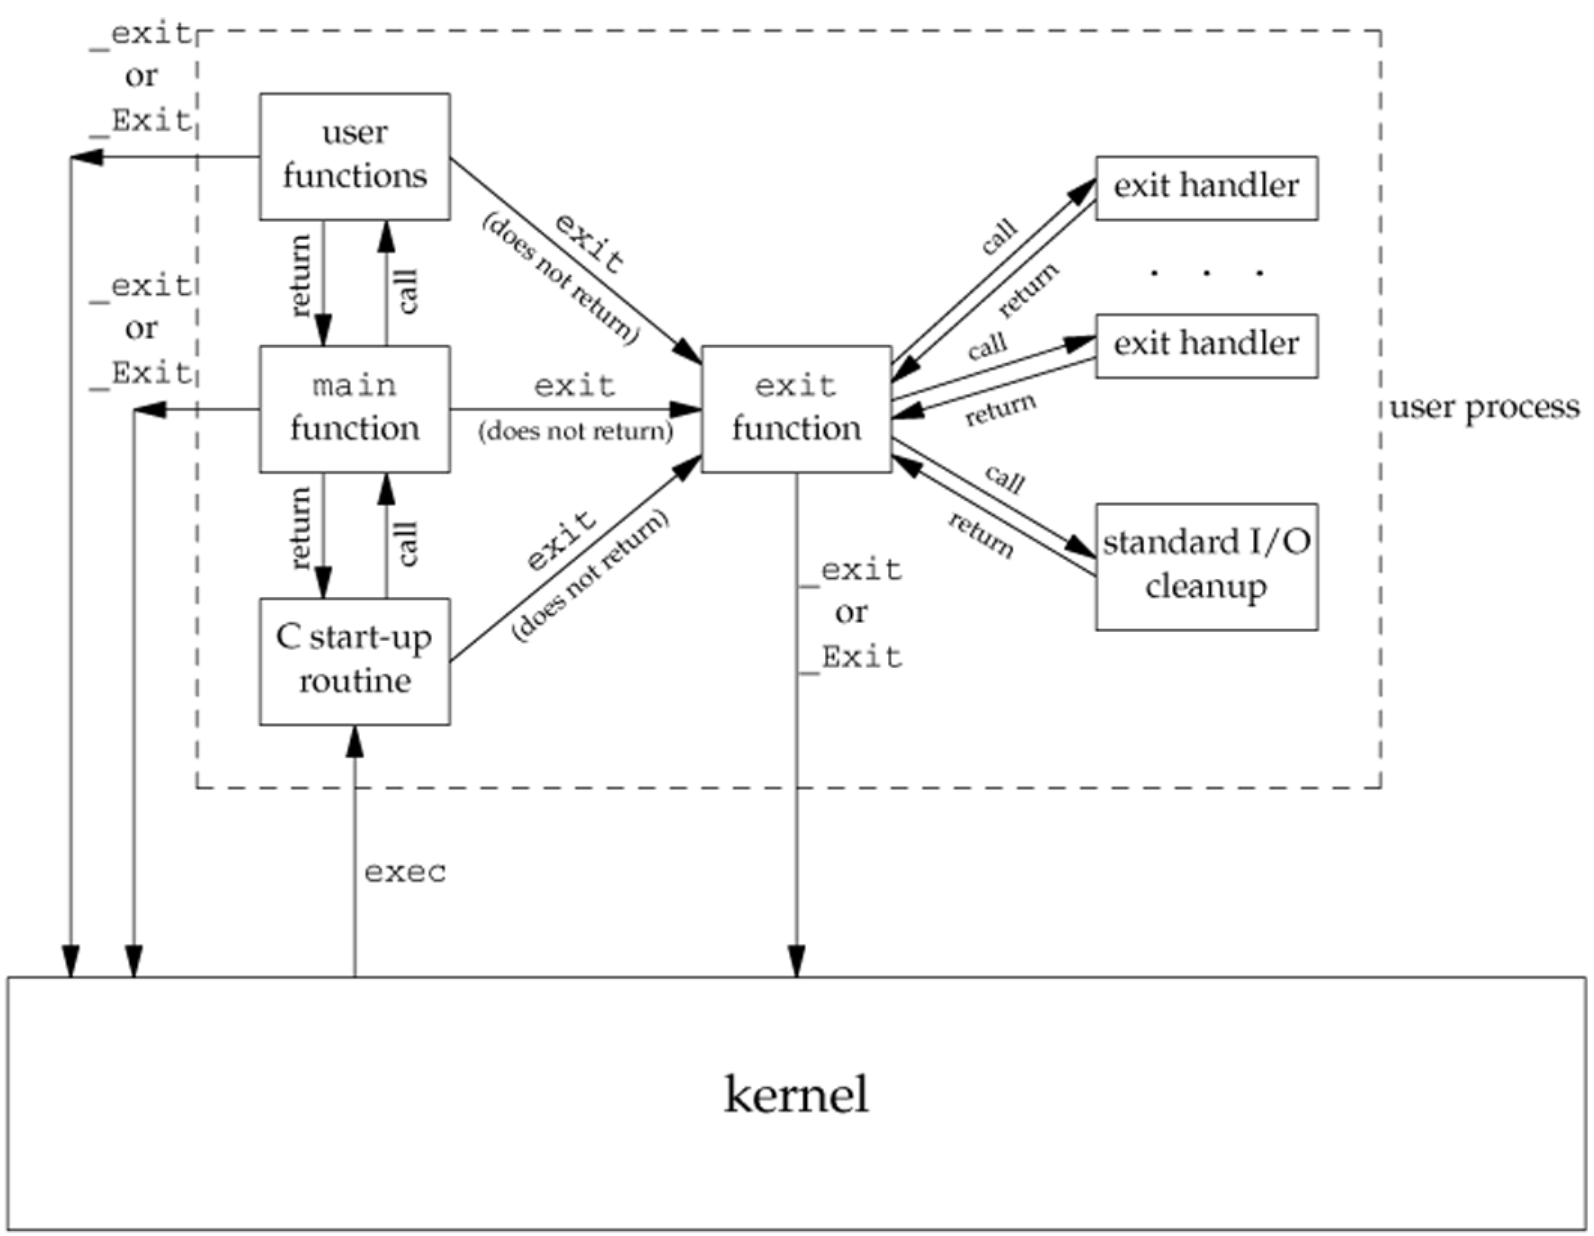 _exit
or
_Exit
user
functions
exit
(does not return)
return
call
_exit
or
_Exit
main
function
exit
(does not return)
exit
function
return
call
exit
(does not return)
C start-up
routine
call
return
exit handler
. . .
call
return
exit handler
call
return
standard I/O
cleanup
user process
_exit
or
_Exit
exec
kernel